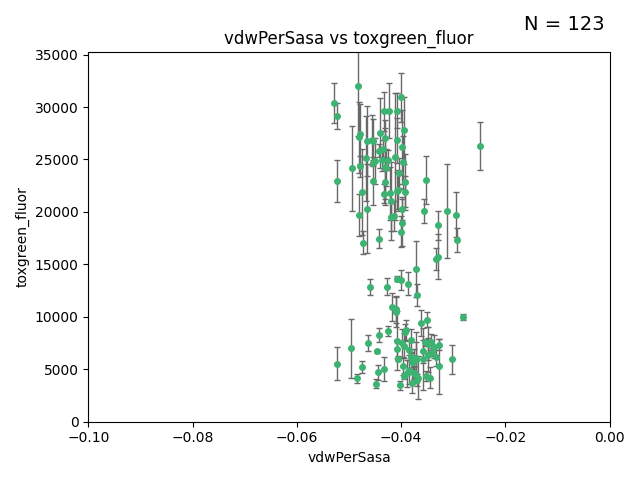 N = 123
vdwPerSasa vs toxgreen_fluor
toxgreen_fluor
35000
30000
25000
20000
15000
10000
5000
0
−0.10 −0.08 −0.06 −0.04 −0.02 0.00
vdwPerSasa